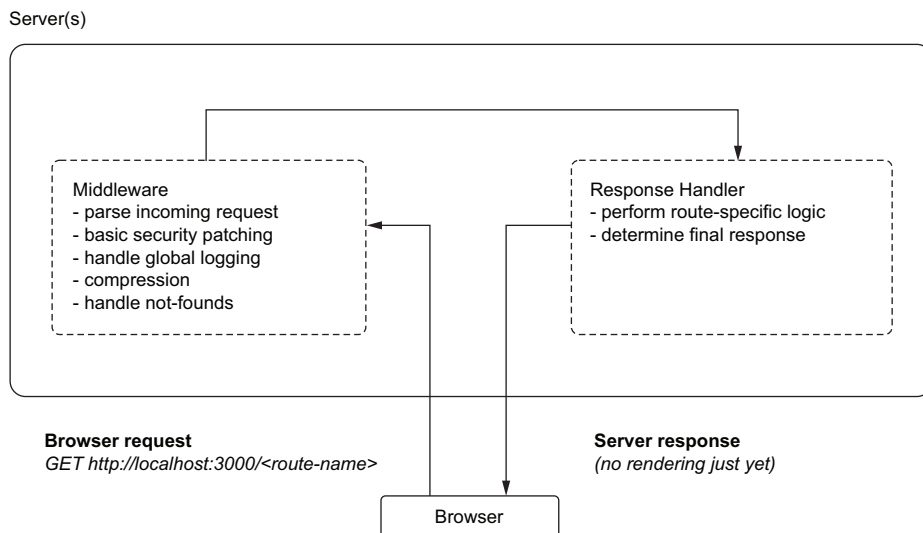 Server(s)
Middleware
- parse incoming request
- basic security patching
- handle global logging
- compression
- handle not-founds
Response Handler
- perform route-specific logic
- determine final response
Browser request
GET http://localhost:3000/<route-name>
Server response
(no rendering just yet)
Browser